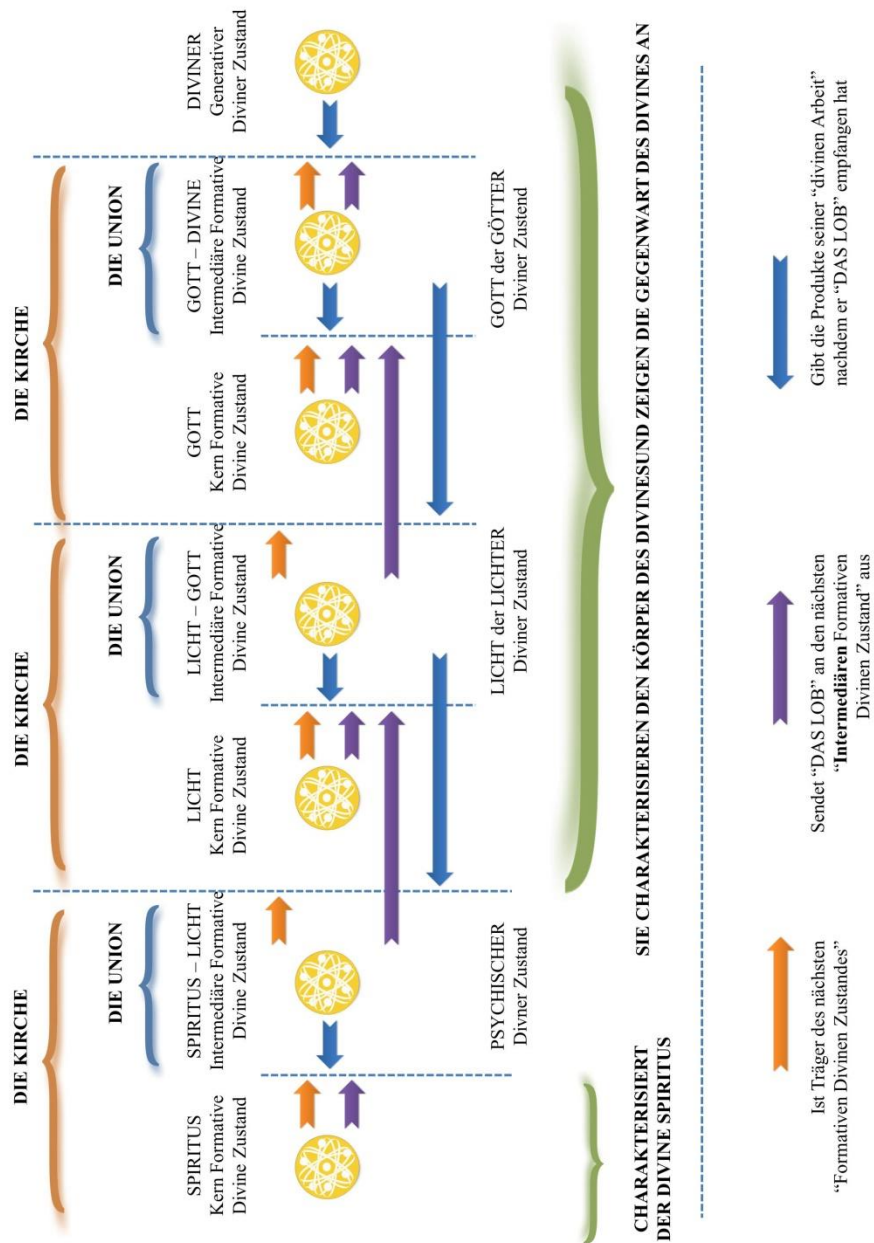 DIE KIRCHE
DIE KIRCHE
DIE KIRCHE
DIE UNION
DIE UNION
DIE UNION
SPIRITUS
Kern Formative
Divine Zustand
SPIRITUS – LICHT
Intermediäre Formative
Divine Zustand
LICHT
Kern Formative
Divine Zustand
LICHT – GOTT
Intermediäre Formative
Divine Zustand
GOTT
Kern Formative
Divine Zustand
GOTT – DIVINE
Intermediäre Formative
Divine Zustand
DIVINER
Generativer
Diviner Zustand
PSYCHISCHER
Divner Zustand
LICHT der LICHTER
Diviner Zustand
GOTT der GÖTTER
Diviner Zustend
CHARAKTERISIERT
DER DIVINE SPIRITUS
SIE CHARAKTERISIEREN DEN KÖRPER DES DIVINESUND ZEIGEN DIE GEGENWART DES DIVINES AN
Ist Träger des nächsten
“Formativen Divinen Zustandes”
Sendet “DAS LOB” an den nächsten
“Intermediären Formativen
Divinen Zustand” aus
Gibt die Produkte seiner “divinen Arbeit”
nachdem er “DAS LOB” empfangen hat